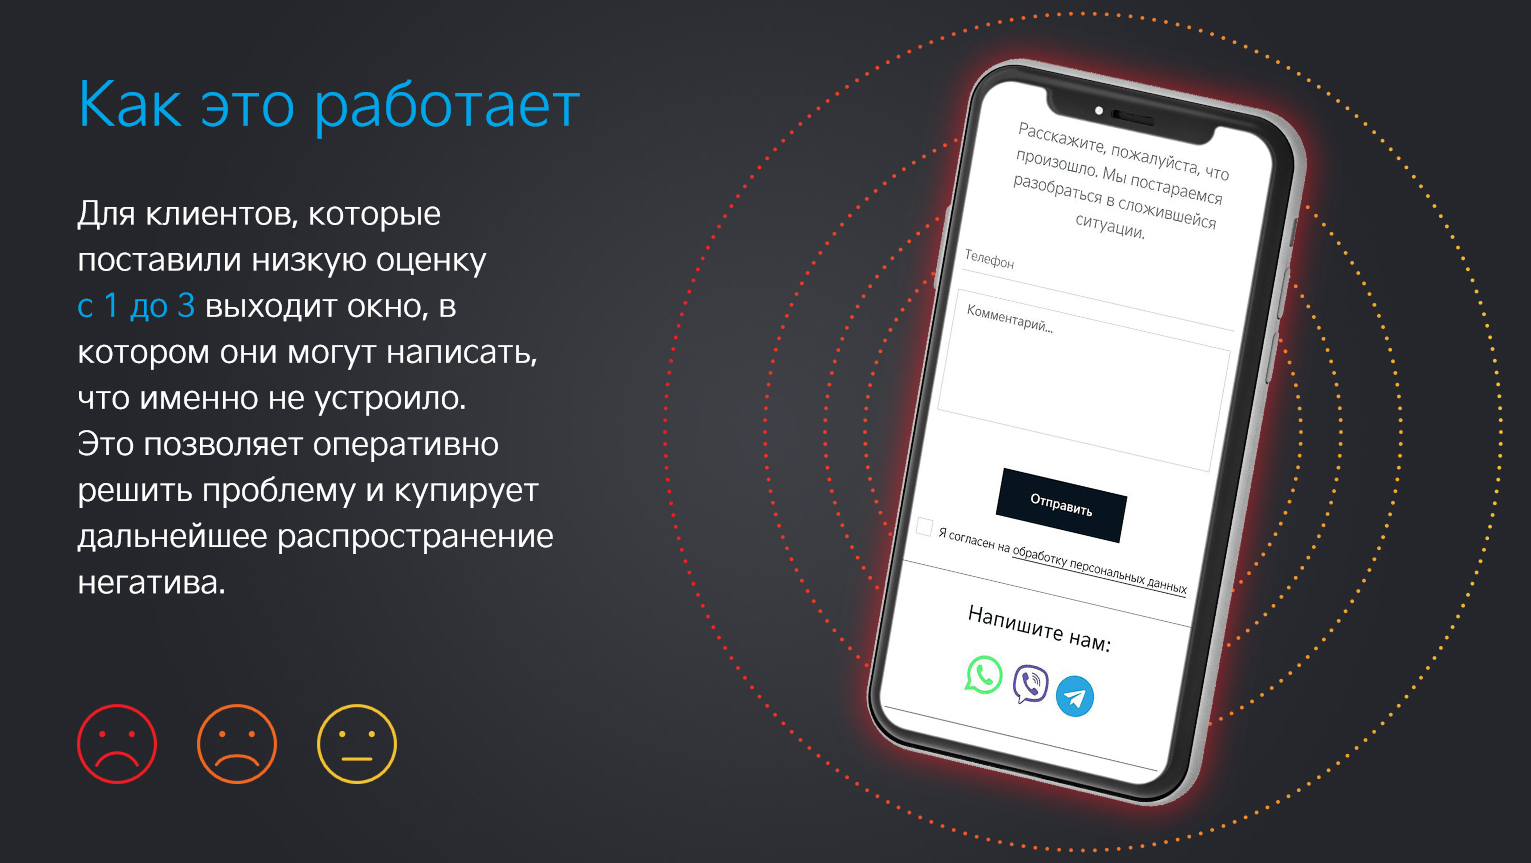 Как это работает
Для клиентов, которые
поставили низкую оценку
с 1 до 3 выходит окно, в
котором они могут написать,
что именно не устроило.
Это позволяет оперативно
решить проблему и купирует
дальнейшее распространение
негатива.
Расскажите, пожалуйста, что
произошло. Мы постараемся
разобраться в сложившейся
ситуации.
Телефон
Комментарий...
Отправить
Я согласен на обработку персональных данных
Напишите нам: